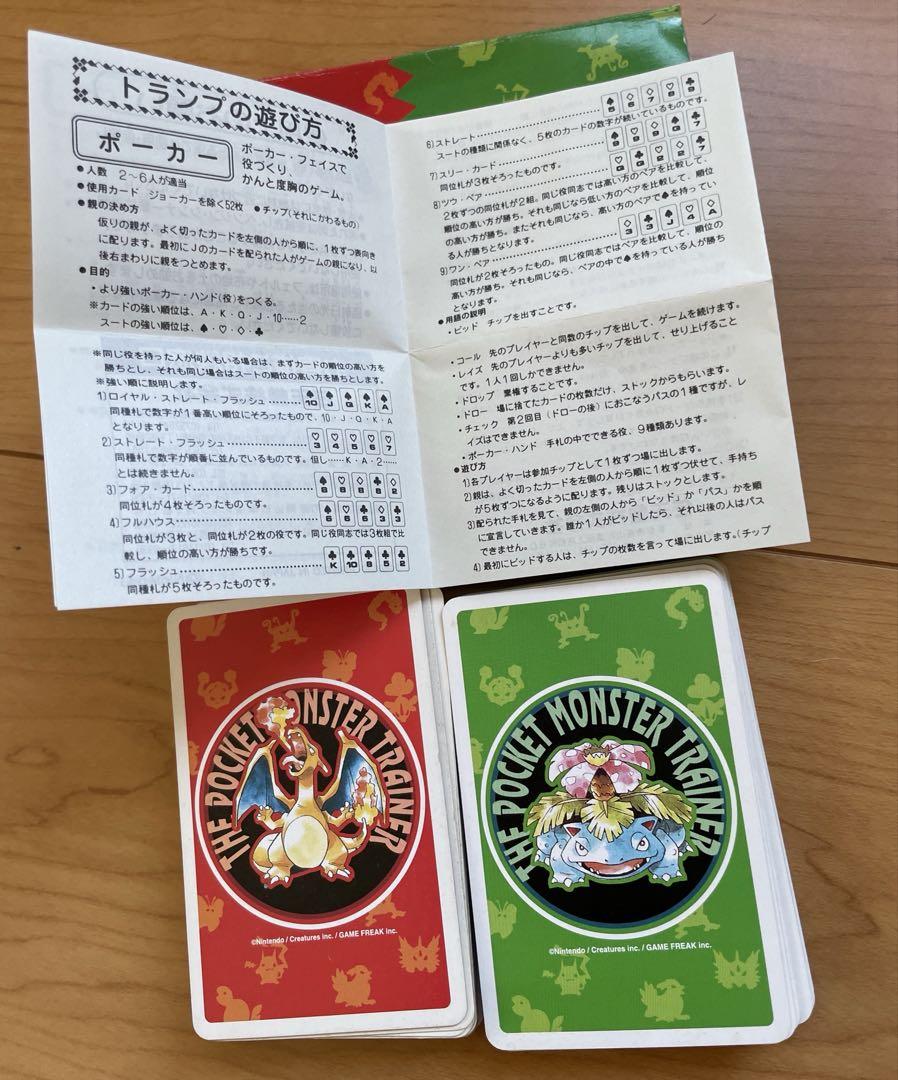 トランプの遊び方
ポーカー
ポーカー・フェイスで
役づくり、
かんと度胸のゲーム。
●人数 2～6人が適当
●使用カード ジョーカーを除く52枚 ●チップ(それにかわるもの)
●親の決め方
仮りの親が、よく切ったカードを左側の人から順に、1枚ずつ表向き
に配ります。最初にJのカードを配られた人がゲームの親になり、以
後右まわりに親をつとめます。
●目的
・より強いポーカー・ハンド(役)をつくる。
※カードの強い順位は、A・K・Q・J・10……2
スートの順位は、♠・♡・◇・♣
※同じ役を持った人が何人もいる場合は、まずカードの順位の高い方を
勝ちとし、それも同じ場合はスートの順位の高い方を勝ちとします。
※強い順に説明します。
1)ロイヤル・ストレート・フラッシュ……… ♠10 ♠J ♠Q ♠K ♠A
同種札で数字が1番高い順位にそろったもので、10・J・Q・K・A
となります。
2)ストレート・フラッシュ……… ♡3 ♡4 ♡5 ♡6 ♡7
同種札で数字が順番に並んでいるものです。但し……K・A・2……
とは続きません。
3)フォア・カード………
同位札が4枚そろったものです。
4)フルハウス………
同位札が3枚と、同位札が2枚の役です。同じ役同志では3枚組で比
較し、順位の高い方が勝ちです。
5)フラッシュ……… ♣K ♣10 ♣8 ♣5 ♣2
同種札が5枚そろったものです。
6)ストレート……… ♠5 ◇6 ◇7 ♠8 ♣9
スートの種類に関係なく、5枚のカードの数字が続いているものです。
7)スリー・カード………
同位札が3枚そろったものです。
8)ツウ・ペア………
2枚ずつの同位札が2組。同じ役同志では高い方のペアを比較して、
順位の高い方が勝ち。それも同じなら低い方のペアを比較して、順位
の高い方が勝ち。またそれも同じなら、高い方のペアで♠を持ってい
る人が勝ちとなります。
9)ワン・ペア………
同位札が2枚そろったもの。同じ役同志ではペアを比較して、順位の
高い方が勝ち。それも同じなら、ペアの中で♠を持っている人が勝ち
となります。
●用語の説明
・ビッド チップを出すことです。
・コール 先のプレイヤーと同数のチップを出して、ゲームを続けます。
・レイズ 先のプレイヤーよりも多いチップを出して、せり上げること
です。1人1回しかできません。
・ドロップ 棄権することです。
・ドロー 場に捨てたカードの枚数だけ、ストックからもらいます。
・チェック 第2回目(ドローの後)におこなうパスの1種ですが、レ
イズはできません。
・ポーカー・ハンド 手札の中でできる役、9種類あります。
●遊び方
1)各プレイヤーは参加チップとして1枚ずつ場に出します。
2)親は、よく切ったカードを左側の人から順に1枚ずつ伏せて、手持ち
が5枚ずつになるように配ります。残りはストックとします。
3)配られた手札を見て、親の左側の人から「ビッド」か「パス」かを順
に宣言していきます。誰か1人がビッドしたら、それ以後の人はパス
できません。
4)最初にビッドする人は、チップの枚数を言って場に出します。(チップ
THE POCKET MONSTER TRAINER
©Nintendo / Creatures inc. / GAME FREAK inc.
THE POCKET MONSTER TRAINER
©Nintendo / Creatures inc. / GAME FREAK inc.